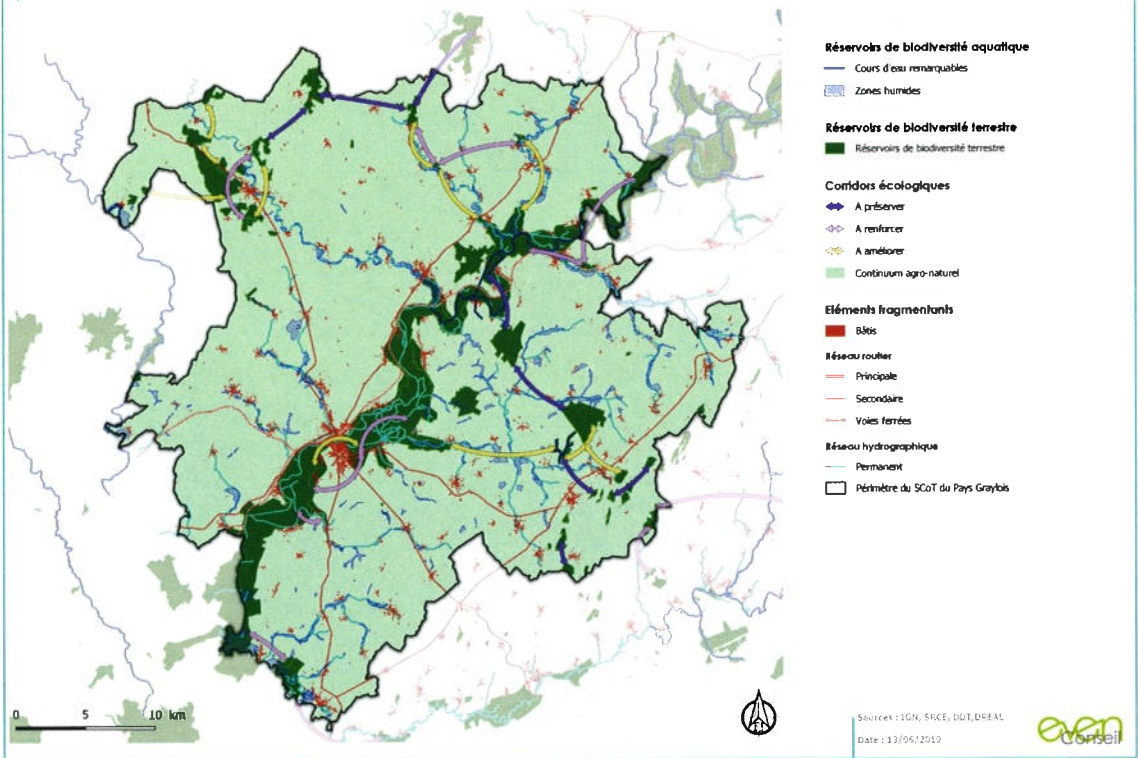 Réservoirs de biodiversité aquatique
Cours d'eau remarquables
Zones humides
Réservoirs de biodiversité terrestre
Réservoirs de biodiversité terrestre
Corridors écologiques
A préserver
A renforcer
A améliorer
Continuum agro-naturel
Eléments fragmentants
Bâtis
Réseau routier
Principale
Secondaire
Voies ferrées
Réseau hydrographique
Permanent
Périmètre du SCoT du Pays Graylois
0 5 10 km
Sources : IGN, SRCE, DDT, DREAL
Date : 13/06/2019
even
Conseil